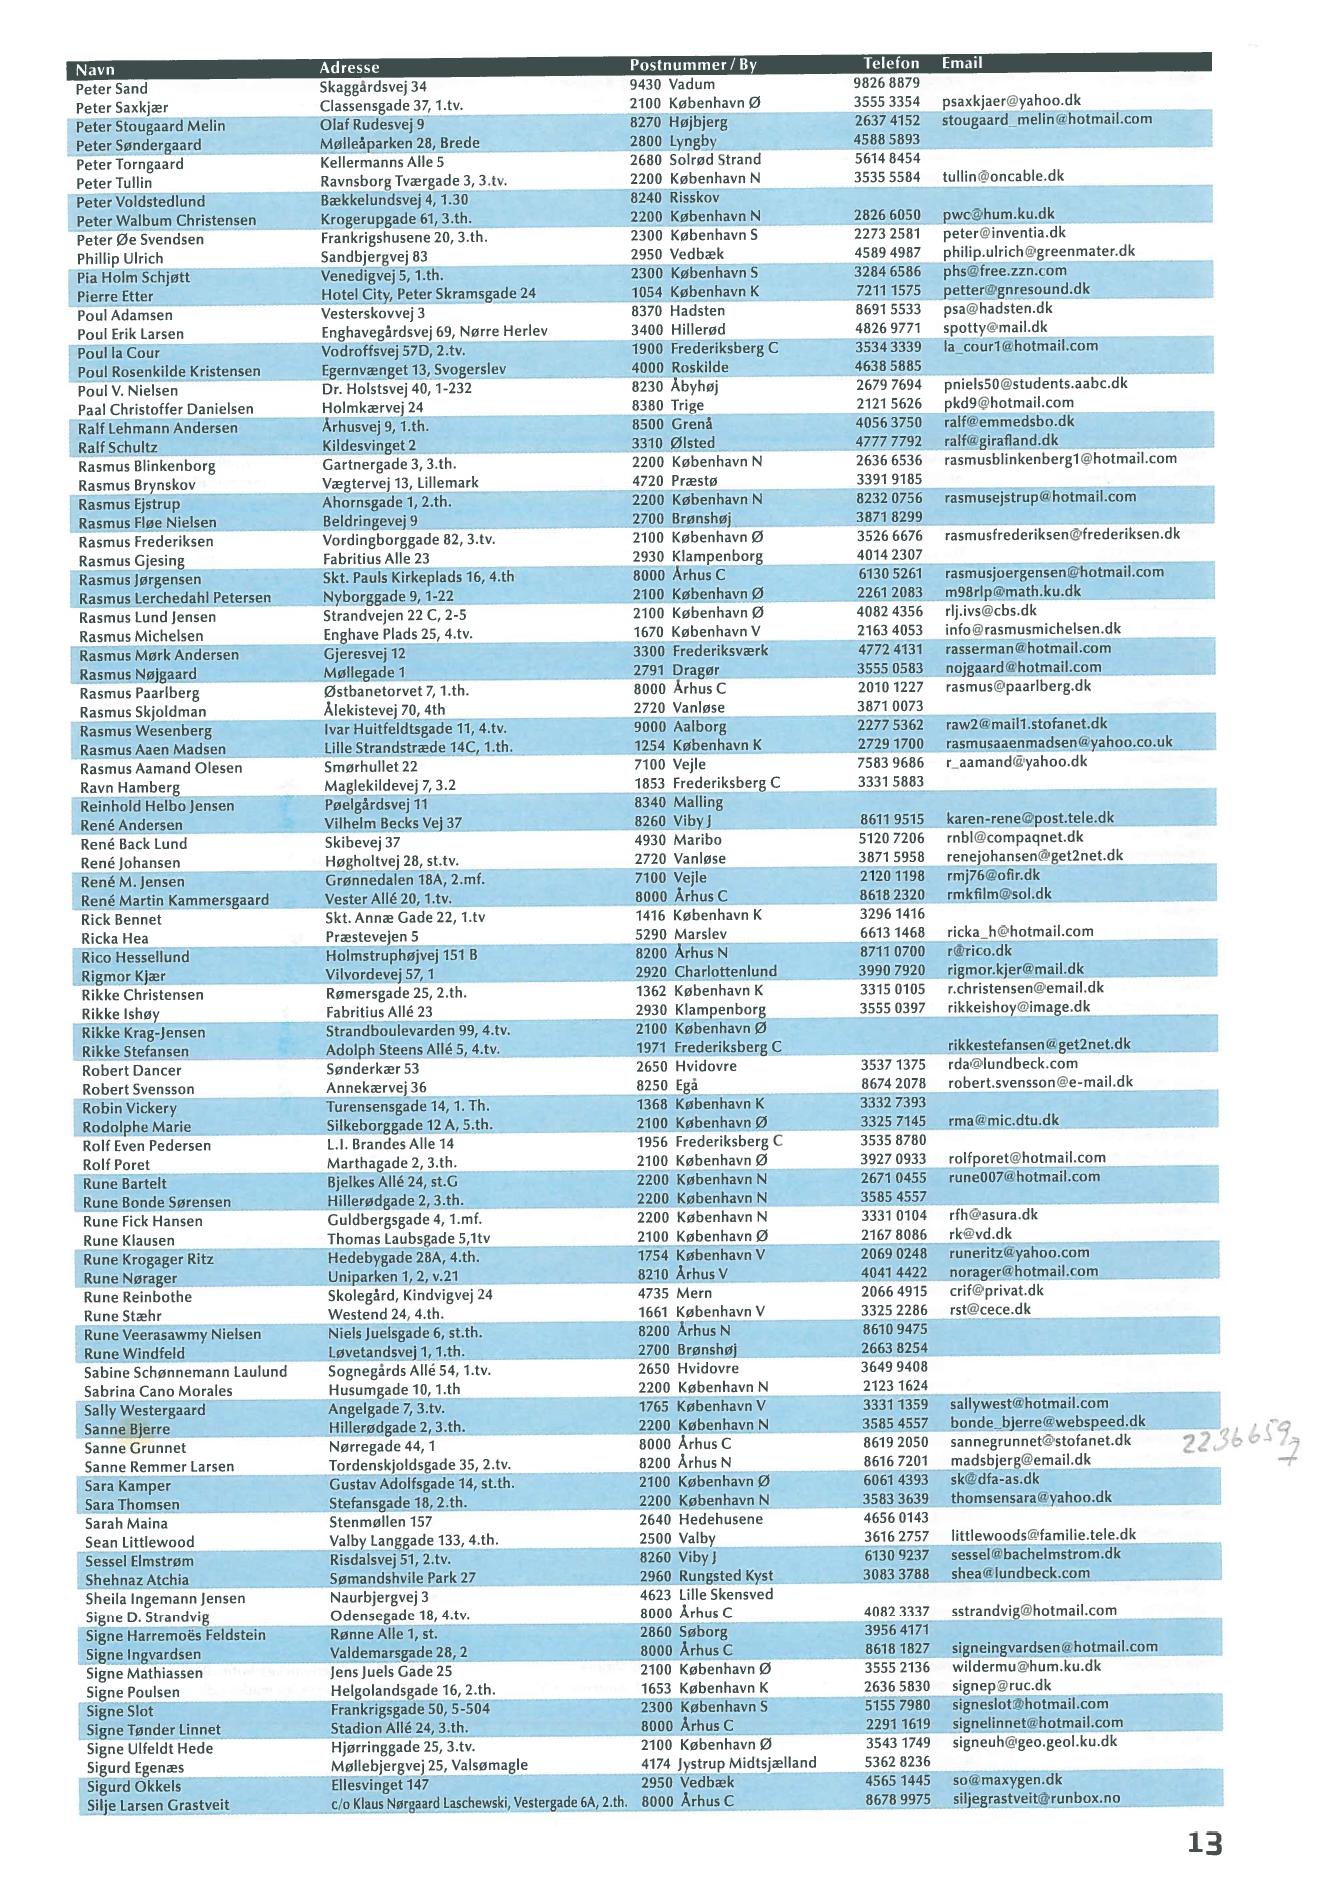 Navn Adresse Postnummer / By Telefon Email
Peter Sand Skaggårdsvej 34 9430 Vadum 9826 8879
Peter Saxkjær Classensgade 37, 1.tv. 2100 København Ø 3555 3354 psaxkjaer@yahoo.dk
Peter Stougaard Melin Olaf Rudesvej 9 8270 Højbjerg 2637 4152 stougaard_melin@hotmail.com
Peter Søndergaard Mølleåparken 28, Brede 2800 Lyngby 4588 5893
Peter Torngaard Kellermanns Alle 5 2680 Solrød Strand 5614 8454
Peter Tullin Ravnsborg Tværgade 3, 3.tv. 2200 København N 3535 5584 tullin@oncable.dk
Peter Voldstedlund Bækkelundsvej 4, 1.30 8240 Risskov
Peter Walbum Christensen Krogerupgade 61, 3.th. 2200 København N 2826 6050 pwc@hum.ku.dk
Peter Øe Svendsen Frankrigshusene 20, 3.th. 2300 København S 2273 2581 peter@inventia.dk
Phillip Ulrich Sandbjergvej 83 2950 Vedbæk 4589 4987 philip.ulrich@greenmater.dk
Pia Holm Schjøtt Venedigvej 5, 1.th. 2300 København S 3284 6586 phs@free.zzn.com
Pierre Etter Hotel City, Peter Skramsgade 24 1054 København K 7211 1575 petter@gnresound.dk
Poul Adamsen Vesterskovvej 3 8370 Hadsten 8691 5533 psa@hadsten.dk
Poul Erik Larsen Enghavegårdsvej 69, Nørre Herlev 3400 Hillerød 4826 9771 spotty@mail.dk
Poul la Cour Vodroffsvej 57D, 2.tv. 1900 Frederiksberg C 3534 3339 la_cour1@hotmail.com
Poul Rosenkilde Kristensen Egernvænget 13, Svogerslev 4000 Roskilde 4638 5885
Poul V. Nielsen Dr. Holstsvej 40, 1-232 8230 Åbyhøj 2679 7694 pniels50@students.aabc.dk
Paal Christoffer Danielsen Holmkærvej 24 8380 Trige 2121 5626 pkd9@hotmail.com
Ralf Lehmann Andersen Århusvej 9, 1.th. 8500 Grenå 4056 3750 ralf@emmedsbo.dk
Ralf Schultz Kildesvinget 2 3310 Ølsted 4777 7792 ralf@girafland.dk
Rasmus Blinkenborg Gartnergade 3, 3.th. 2200 København N 2636 6536 rasmusblinkenberg1@hotmail.com
Rasmus Brynskov Vægtervej 13, Lillemark 4720 Præstø 3391 9185
Rasmus Ejstrup Ahornsgade 1, 2.th. 2200 København N 8232 0756 rasmusejstrup@hotmail.com
Rasmus Fløe Nielsen Beldringevej 9 2700 Brønshøj 3871 8299
Rasmus Frederiksen Vordingborggade 82, 3.tv. 2100 København Ø 3526 6676 rasmusfrederiksen@frederiksen.dk
Rasmus Gjesing Fabritius Alle 23 2930 Klampenborg 4014 2307
Rasmus Jørgensen Skt. Pauls Kirkeplads 16, 4.th 8000 Århus C 6130 5261 rasmusjoergensen@hotmail.com
Rasmus Lerchedahl Petersen Nyborggade 9, 1-22 2100 København Ø 2261 2083 m98rlp@math.ku.dk
Rasmus Lund Jensen Strandvejen 22 C, 2-5 2100 København Ø 4082 4356 rlj.ivs@cbs.dk
Rasmus Michelsen Enghave Plads 25, 4.tv. 1670 København V 2163 4053 info@rasmusmichelsen.dk
Rasmus Mørk Andersen Gjeresvej 12 3300 Frederiksværk 4772 4131 rasserman@hotmail.com
Rasmus Nøjgaard Møllegade 1 2791 Dragør 3555 0583 nojgaard@hotmail.com
Rasmus Paarlberg Østbanetorvet 7, 1.th. 8000 Århus C 2010 1227 rasmus@paarlberg.dk
Rasmus Skjoldman Ålekistevej 70, 4th 2720 Vanløse 3871 0073
Rasmus Wesenberg Ivar Huitfeldtsgade 11, 4.tv. 9000 Aalborg 2277 5362 raw2@mail1.stofanet.dk
Rasmus Aaen Madsen Lille Strandstræde 14C, 1.th. 1254 København K 2729 1700 rasmusaaenmadsen@yahoo.co.uk
Rasmus Aamand Olesen Smørhullet 22 7100 Vejle 7583 9686 r_aamand@yahoo.dk
Ravn Hamberg Maglekildevej 7, 3.2 1853 Frederiksberg C 3331 5883
Reinhold Helbo Jensen Pøelgårdsvej 11 8340 Malling
René Andersen Vilhelm Becks Vej 37 8260 Viby J 8611 9515 karen-rene@post.tele.dk
René Back Lund Skibevej 37 4930 Maribo 5120 7206 rnbl@compaqnet.dk
René Johansen Høgholtvej 28, st.tv. 2720 Vanløse 3871 5958 renejohansen@get2net.dk
René M. Jensen Grønnedalen 18A, 2.mf. 7100 Vejle 2120 1198 rmj76@ofir.dk
René Martin Kammersgaard Vester Allé 20, 1.tv. 8000 Århus C 8618 2320 rmkfilm@sol.dk
Rick Bennet Skt. Annæ Gade 22, 1.tv 1416 København K 3296 1416
Ricka Hea Præstevejen 5 5290 Marslev 6613 1468 ricka_h@hotmail.com
Rico Hessellund Holmstruphøjvej 151 B 8200 Århus N 8711 0700 r@rico.dk
Rigmor Kjær Vilvordevej 57, 1 2920 Charlottenlund 3990 7920 rigmor.kjer@mail.dk
Rikke Christensen Rømersgade 25, 2.th. 1362 København K 3315 0105 r.christensen@email.dk
Rikke Ishøy Fabritius Allé 23 2930 Klampenborg 3555 0397 rikkeishoy@image.dk
Rikke Krag-Jensen Strandboulevarden 99, 4.tv. 2100 København Ø
Rikke Stefansen Adolph Steens Allé 5, 4.tv. 1971 Frederiksberg C rikkestefansen@get2net.dk
Robert Dancer Sønderkær 53 2650 Hvidovre 3537 1375 rda@lundbeck.com
Robert Svensson Annekærvej 36 8250 Egå 8674 2078 robert.svensson@e-mail.dk
Robin Vickery Turensensgade 14, 1. Th. 1368 København K 3332 7393
Rodolphe Marie Silkeborggade 12 A, 5.th. 2100 København Ø 3325 7145 rma@mic.dtu.dk
Rolf Even Pedersen L.I. Brandes Alle 14 1956 Frederiksberg C 3535 8780
Rolf Poret Marthagade 2, 3.th. 2100 København Ø 3927 0933 rolfporet@hotmail.com
Rune Bartelt Bjelkes Allé 24, st.G 2200 København N 2671 0455 rune007@hotmail.com
Rune Bonde Sørensen Hillerødgade 2, 3.th. 2200 København N 3585 4557
Rune Fick Hansen Guldbergsgade 4, 1.mf. 2200 København N 3331 0104 rfh@asura.dk
Rune Klausen Thomas Laubsgade 5,1tv 2100 København Ø 2167 8086 rk@vd.dk
Rune Krogager Ritz Hedebygade 28A, 4.th. 1754 København V 2069 0248 runeritz@yahoo.com
Rune Nørager Uniparken 1, 2, v.21 8210 Århus V 4041 4422 norager@hotmail.com
Rune Reinbothe Skolegård, Kindvigvej 24 4735 Mern 2066 4915 crif@privat.dk
Rune Stæhr Westend 24, 4.th. 1661 København V 3325 2286 rst@cece.dk
Rune Veerasawmy Nielsen Niels Juelsgade 6, st.th. 8200 Århus N 8610 9475
Rune Windfeld Løvetandsvej 1, 1.th. 2700 Brønshøj 2663 8254
Sabine Schønnemann Laulund Sognegårds Allé 54, 1.tv. 2650 Hvidovre 3649 9408
Sabrina Cano Morales Husumgade 10, 1.th 2200 København N 2123 1624
Sally Westergaard Angelgade 7, 3.tv. 1765 København V 3331 1359 sallywest@hotmail.com
Sanne Bjerre Hillerødgade 2, 3.th. 2200 København N 3585 4557 bonde_bjerre@webspeed.dk
Sanne Grunnet Nørregade 44, 1 8000 Århus C 8619 2050 sannegrunnet@stofanet.dk 22366597
Sanne Remmer Larsen Tordenskjoldsgade 35, 2.tv. 8200 Århus N 8616 7201 madsbjerg@email.dk
Sara Kamper Gustav Adolfsgade 14, st.th. 2100 København Ø 6061 4393 sk@dfa-as.dk
Sara Thomsen Stefansgade 18, 2.th. 2200 København N 3583 3639 thomsensara@yahoo.dk
Sarah Maina Stenmøllen 157 2640 Hedehusene 4656 0143
Sean Littlewood Valby Langgade 133, 4.th. 2500 Valby 3616 2757 littlewoods@familie.tele.dk
Sessel Elmstrøm Risdalsvej 51, 2.tv. 8260 Viby J 6130 9237 sessel@bachelmstrom.dk
Shehnaz Atchia Sømandshvile Park 27 2960 Rungsted Kyst 3083 3788 shea@lundbeck.com
Sheila Ingemann Jensen Naurbjergvej 3 4623 Lille Skensved
Signe D. Strandvig Odensegade 18, 4.tv. 8000 Århus C 4082 3337 sstrandvig@hotmail.com
Signe Harremoës Feldstein Rønne Alle 1, st. 2860 Søborg 3956 4171
Signe Ingvardsen Valdemarsgade 28, 2 8000 Århus C 8618 1827 signeingvardsen@hotmail.com
Signe Mathiassen Jens Juels Gade 25 2100 København Ø 3555 2136 wildermu@hum.ku.dk
Signe Poulsen Helgolandsgade 16, 2.th. 1653 København K 2636 5830 signep@ruc.dk
Signe Slot Frankrigsgade 50, 5-504 2300 København S 5155 7980 signeslot@hotmail.com
Signe Tønder Linnet Stadion Allé 24, 3.th. 8000 Århus C 2291 1619 signelinnet@hotmail.com
Signe Ulfeldt Hede Hjørringgade 25, 3.tv. 2100 København Ø 3543 1749 signeuh@geo.geol.ku.dk
Sigurd Egenæs Møllebjergvej 25, Valsømagle 4174 Jystrup Midtsjælland 5362 8236
Sigurd Okkels Ellesvinget 147 2950 Vedbæk 4565 1445 so@maxygen.dk
Silje Larsen Grastveit c/o Klaus Nørgaard Laschewski, Vestergade 6A, 2.th. 8000 Århus C 8678 9975 siljegrastveit@runbox.no
13